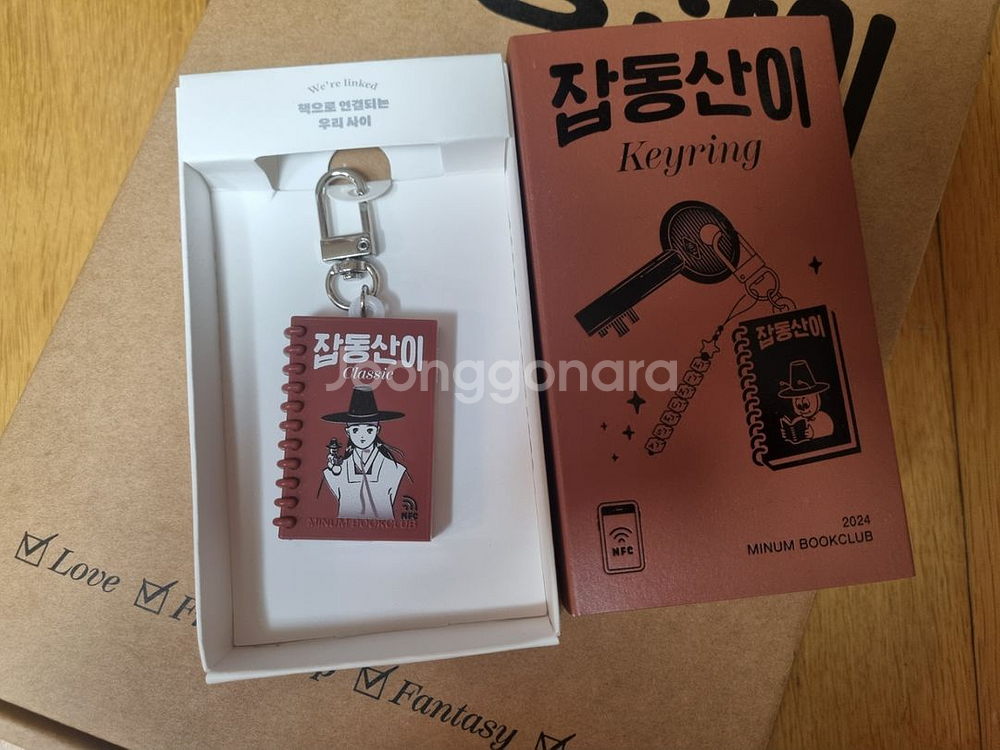 We're linked
책으로 연결되는
우리 사이
잡동산이
Classic
NFC
MINUM BOOKCLUB
잡동산이
Keyring
잡동산이
NFC
2024
MINUM BOOKCLUB
Joonggonara
Love
Fantasy